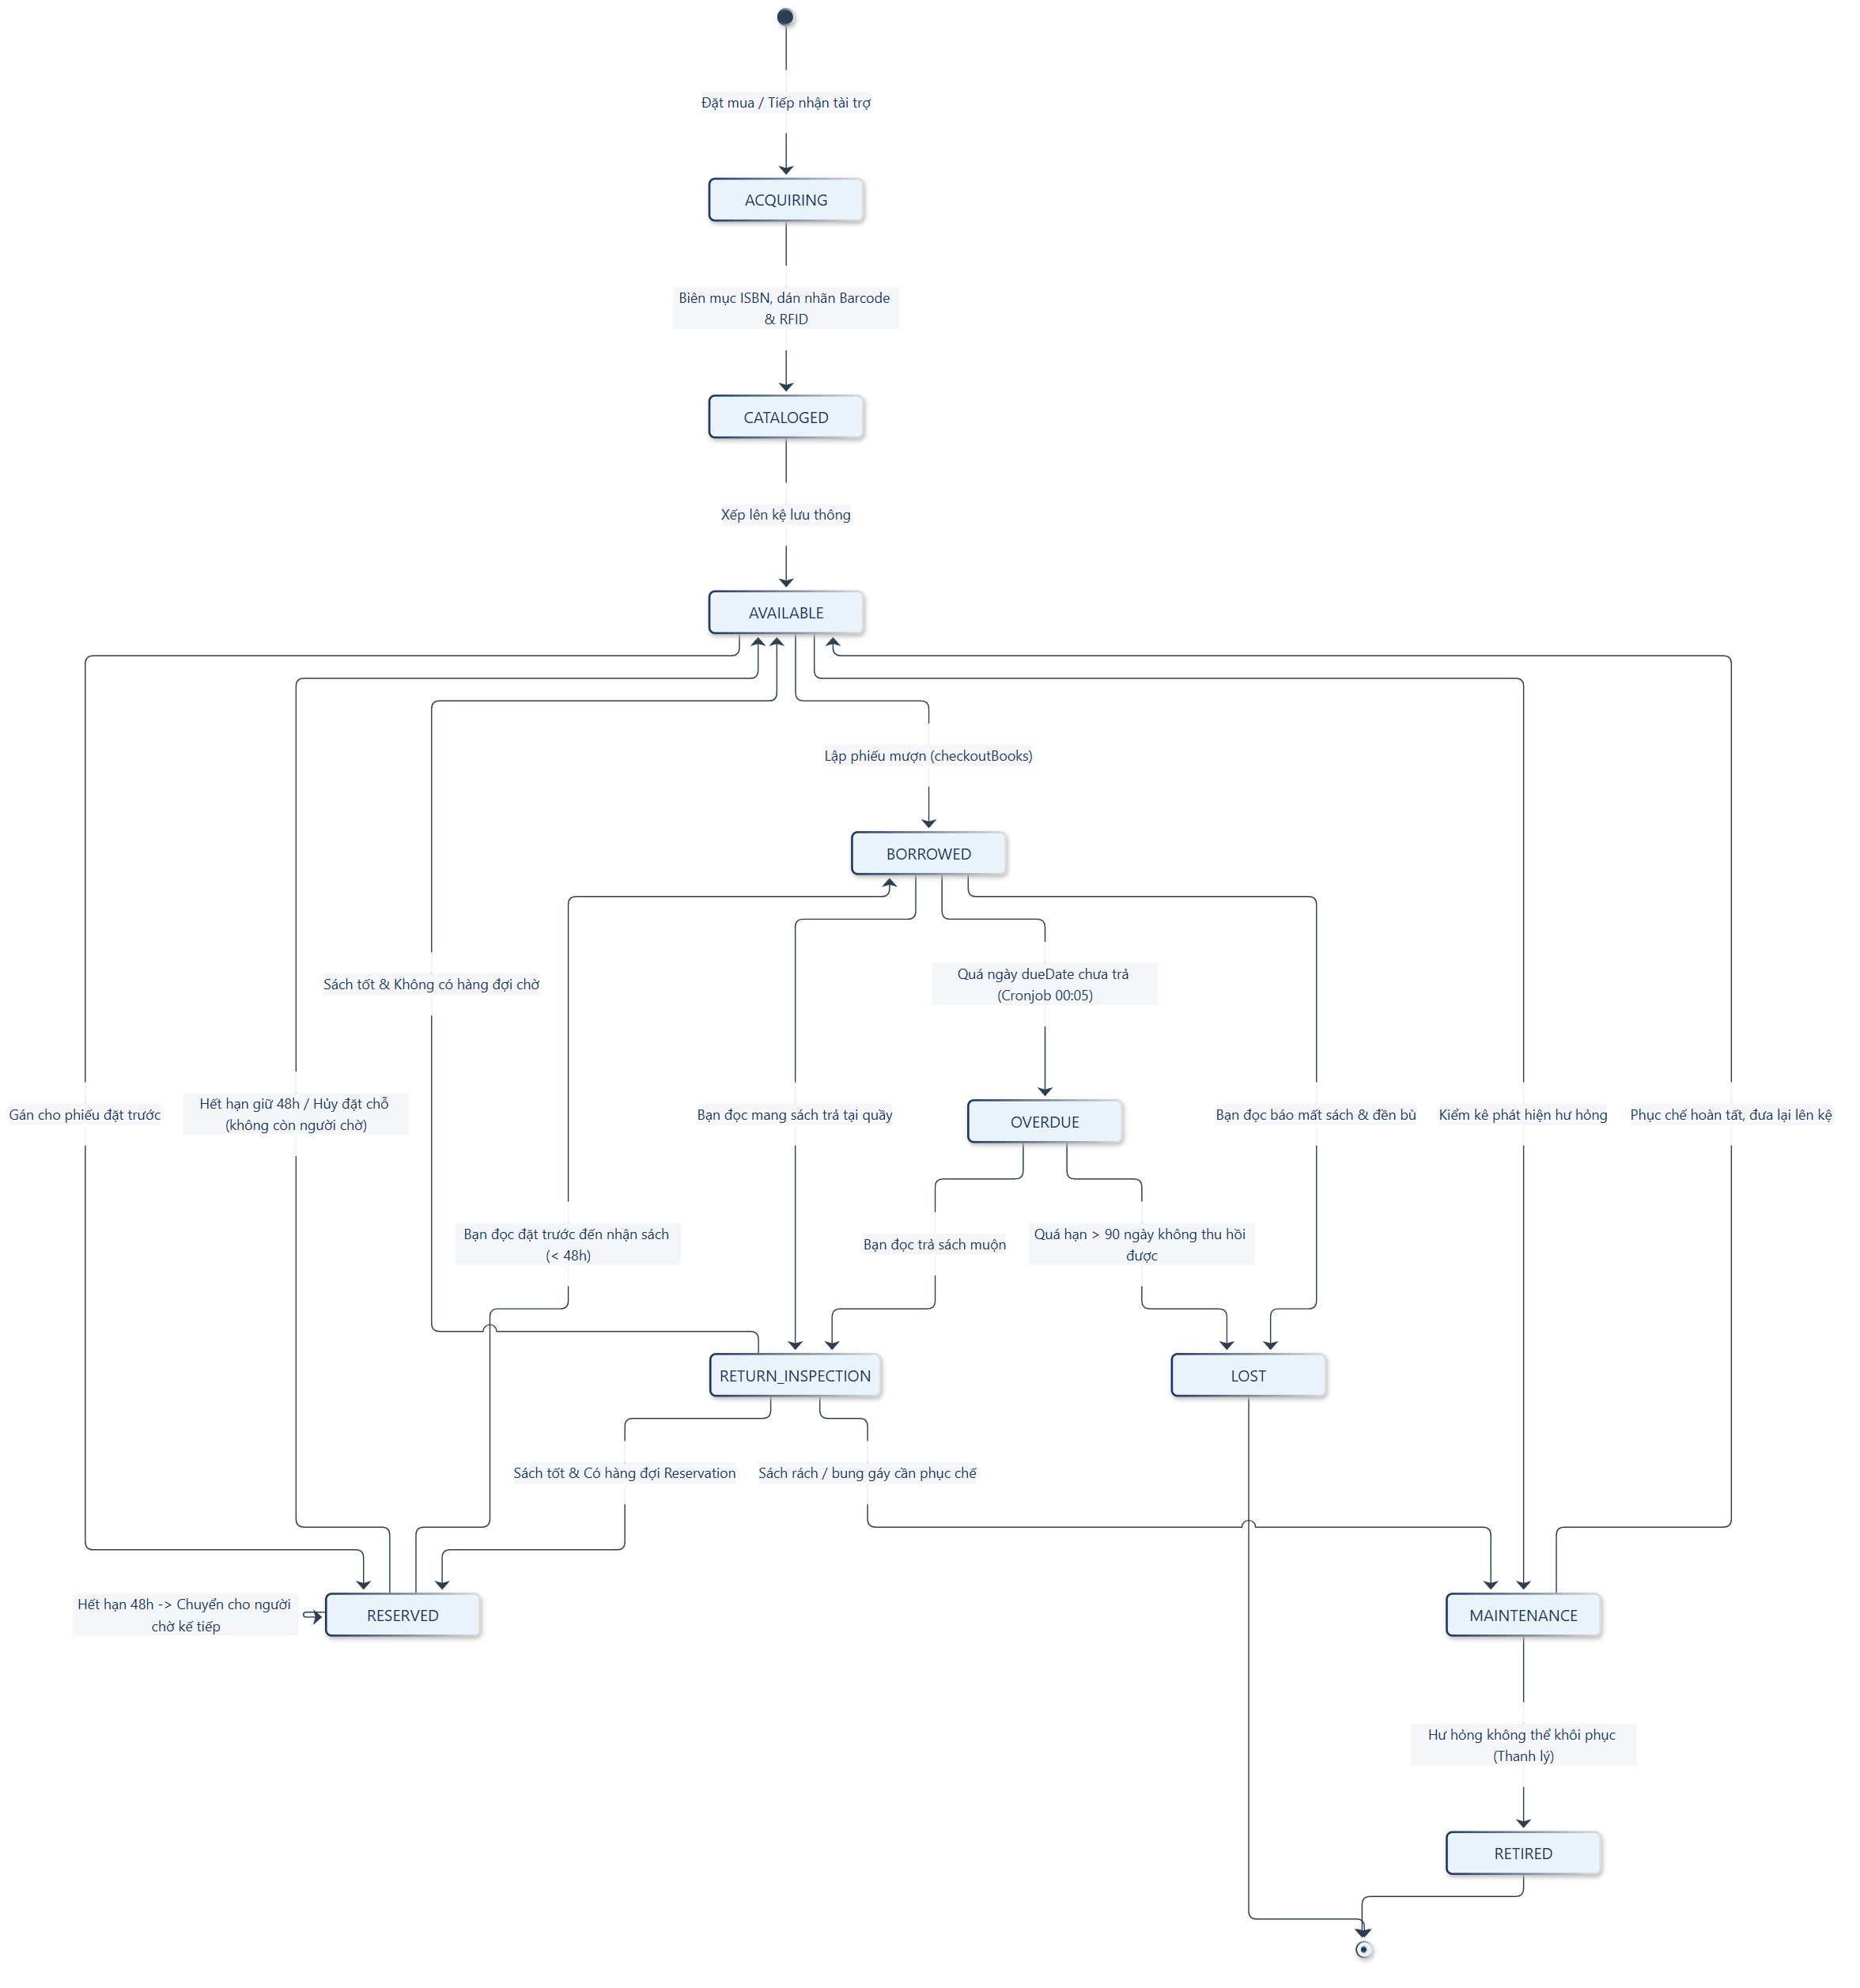 Đặt mua / Tiếp nhận tài trợ
ACQUIRING
Biên mục ISBN, dán nhãn Barcode
& RFID
CATALOGED
Xếp lên kệ lưu thông
AVAILABLE
Lập phiếu mượn (checkoutBooks)
BORROWED
Sách tốt & Không có hàng đợi chờ
Quá ngày dueDate chưa trả
(Cronjob 00:05)
Gán cho phiếu đặt trước
Hết hạn giữ 48h / Hủy đặt chỗ
(không còn người chờ)
Bạn đọc mang sách trả tại quầy
OVERDUE
Bạn đọc báo mất sách & đền bù
Kiểm kê phát hiện hư hỏng
Phục chế hoàn tất, đưa lại lên kệ
Bạn đọc đặt trước đến nhận sách
(< 48h)
Bạn đọc trả sách muộn
Quá hạn > 90 ngày không thu hồi
được
RETURN_INSPECTION
LOST
Sách tốt & Có hàng đợi Reservation
Sách rách / bung gáy cần phục chế
Hết hạn 48h -> Chuyển cho người
chờ kế tiếp
RESERVED
MAINTENANCE
Hư hỏng không thể khôi phục
(Thanh lý)
RETIRED